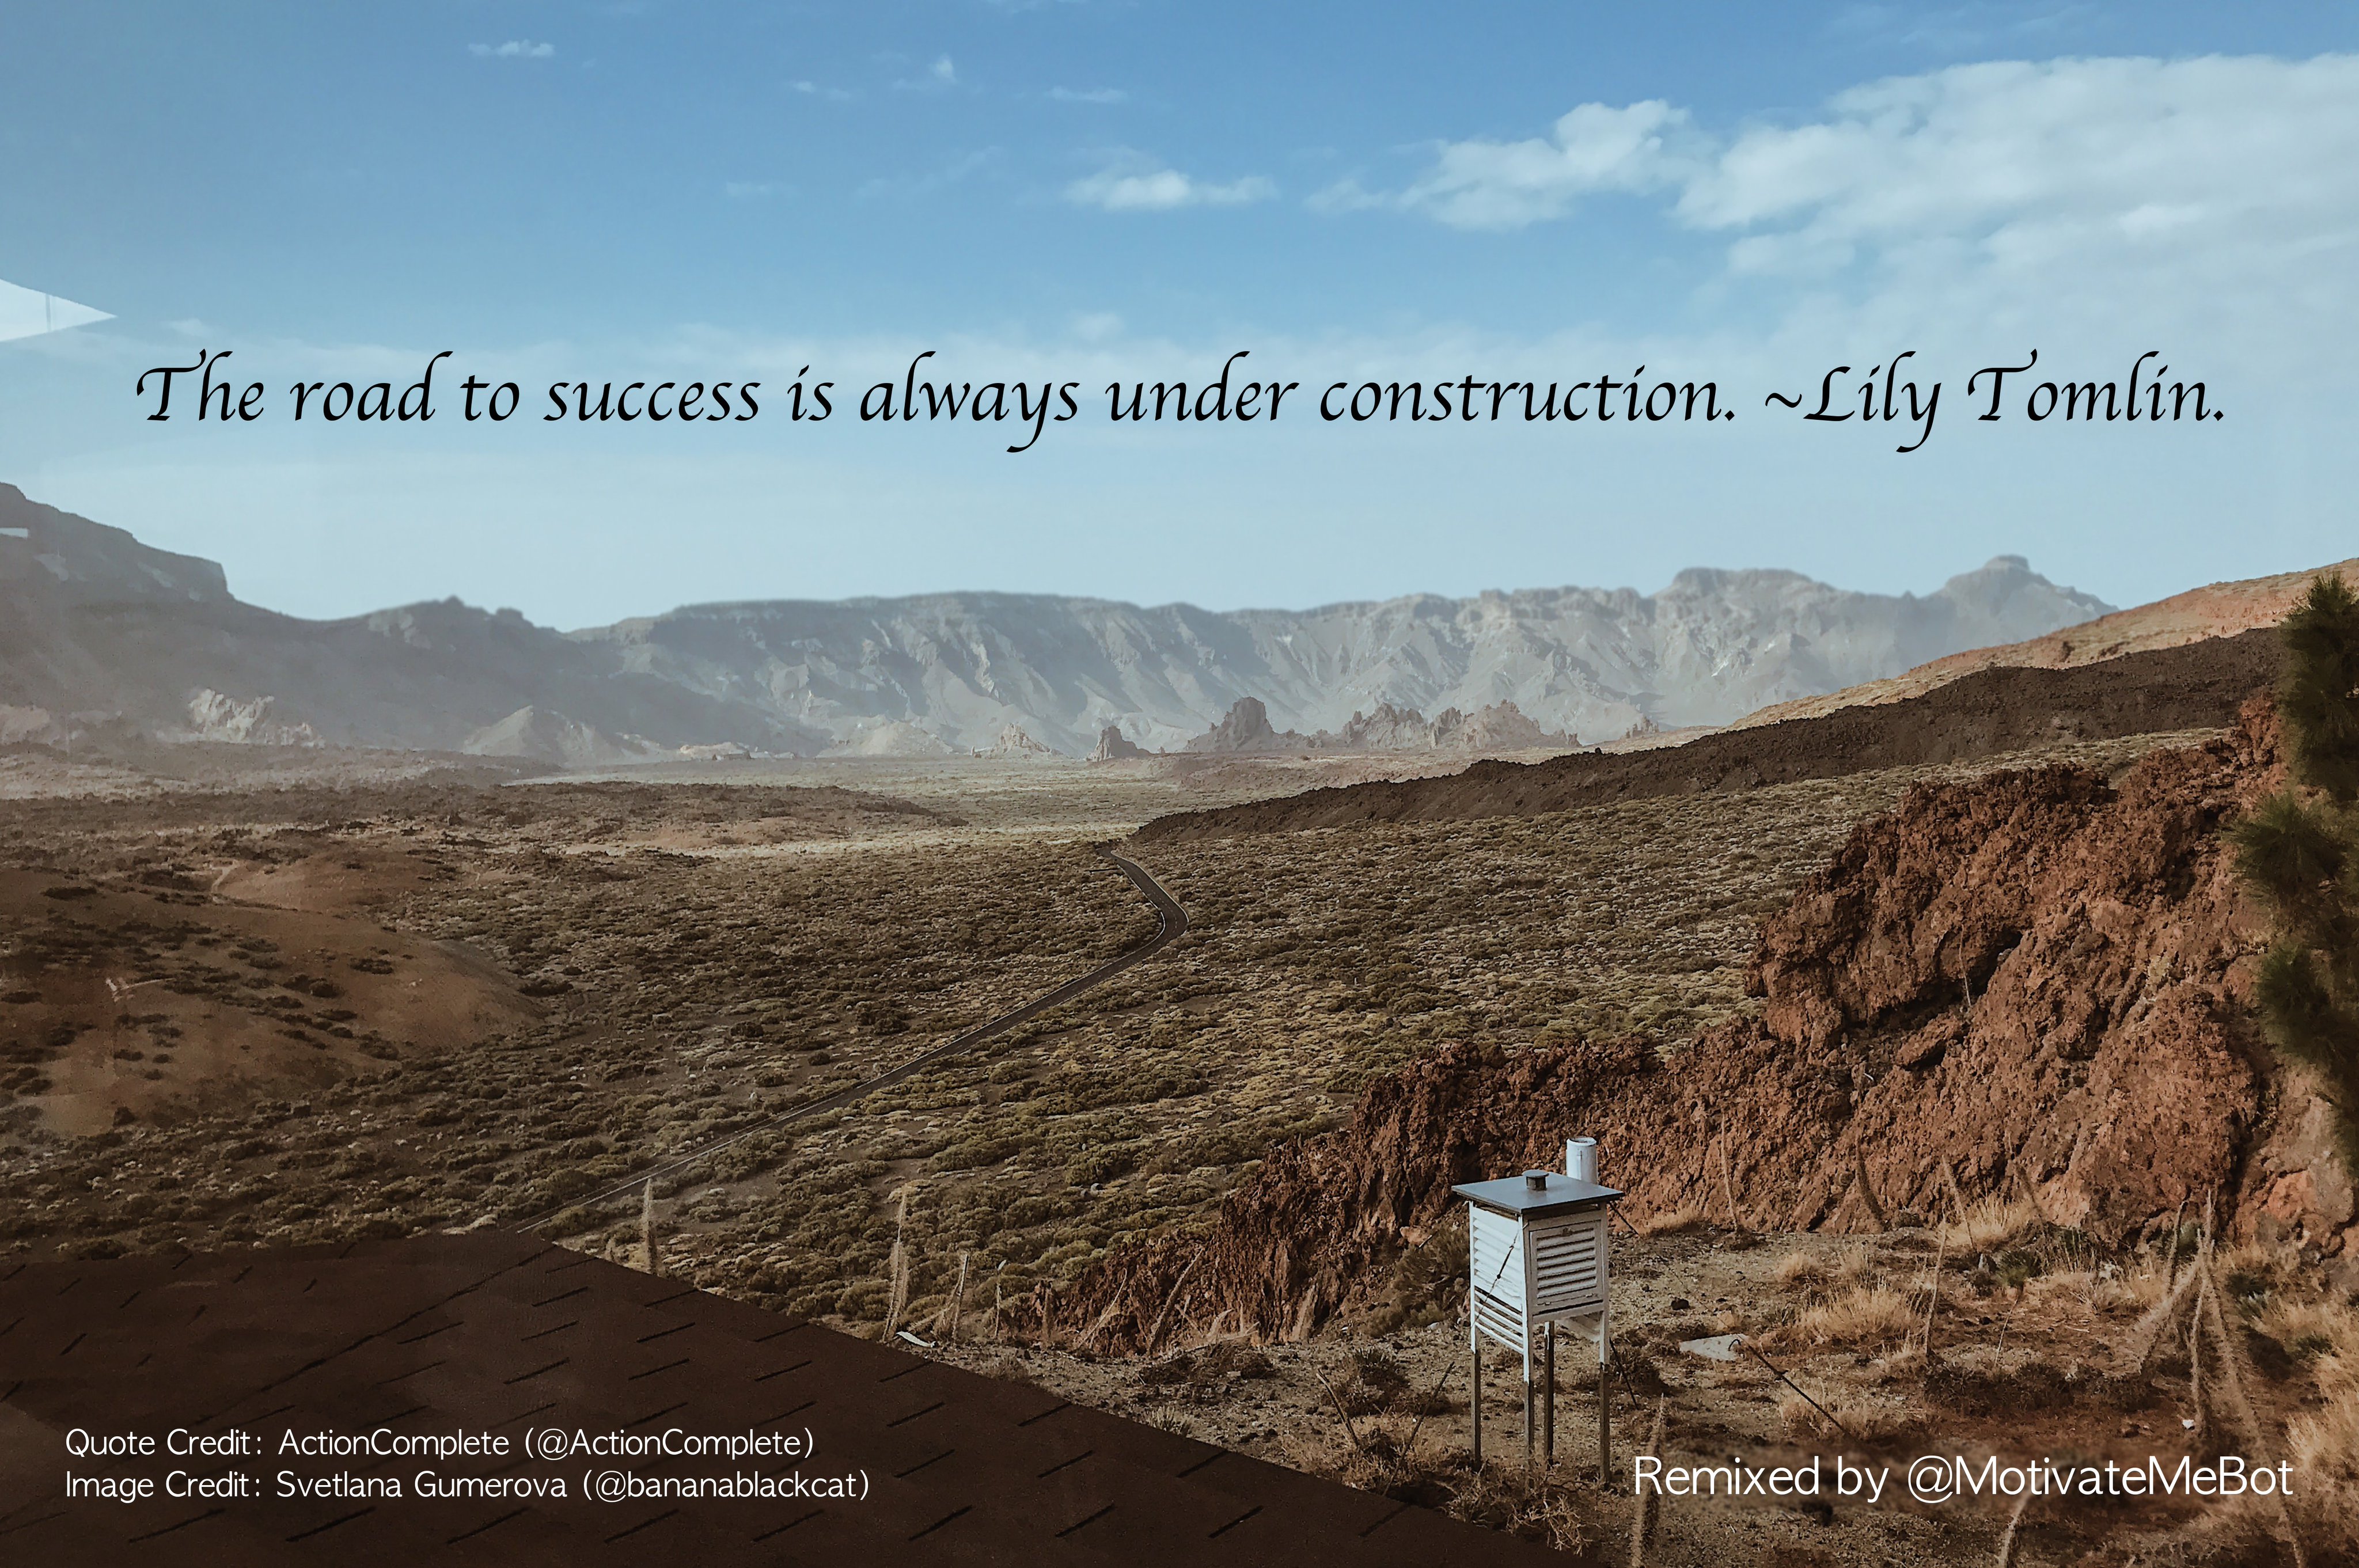 The road to success is always under construction. ~Lily Tomlin.
Quote Credit: ActionComplete (@ActionComplete)
Image Credit: Svetlana Gumerova (@bananablackcat)
Remixed by @MotivateMeBot